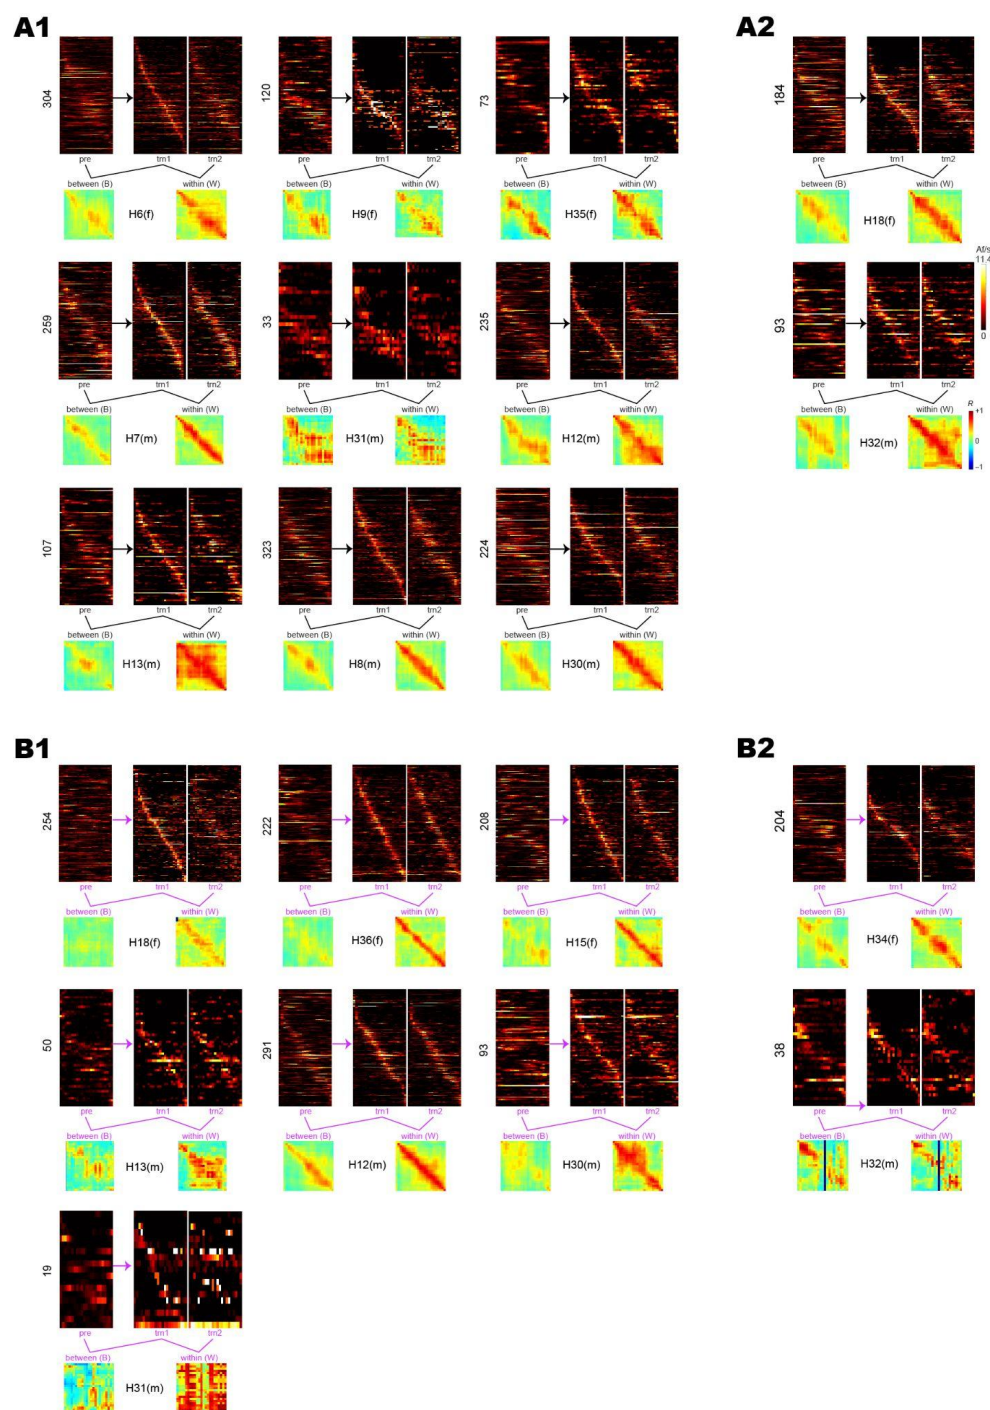 A1
A2
304
120
73
184
pre
trn1
trn2
pre
trn1
trn2
pre
trn1
trn2
pre
trn1
trn2
between (B)
H6(f)
within (W)
between (B)
H9(f)
within (W)
between (B)
H35(f)
within (W)
between (B)
H18(f)
within (W)
Af/s
11.4
0
259
33
235
93
pre
trn1
trn2
pre
trn1
trn2
pre
trn1
trn2
pre
trn1
trn2
between (B)
H7(m)
within (W)
between (B)
H31(m)
within (W)
between (B)
H12(m)
within (W)
between (B)
H32(m)
within (W)
R
+1
0
−1
107
323
224
pre
trn1
trn2
pre
trn1
trn2
pre
trn1
trn2
between (B)
H13(m)
within (W)
between (B)
H8(m)
within (W)
between (B)
H30(m)
within (W)
B1
B2
254
222
208
204
pre
trn1
trn2
pre
trn1
trn2
pre
trn1
trn2
pre
trn1
trn2
between (B)
H18(f)
within (W)
between (B)
H36(f)
within (W)
between (B)
H15(f)
within (W)
between (B)
H34(f)
within (W)
50
291
93
38
pre
trn1
trn2
pre
trn1
trn2
pre
trn1
trn2
pre
trn1
trn2
between (B)
H13(m)
within (W)
between (B)
H12(m)
within (W)
between (B)
H30(m)
within (W)
between (B)
H32(m)
within (W)
19
pre
trn1
trn2
between (B)
H31(m)
within (W)